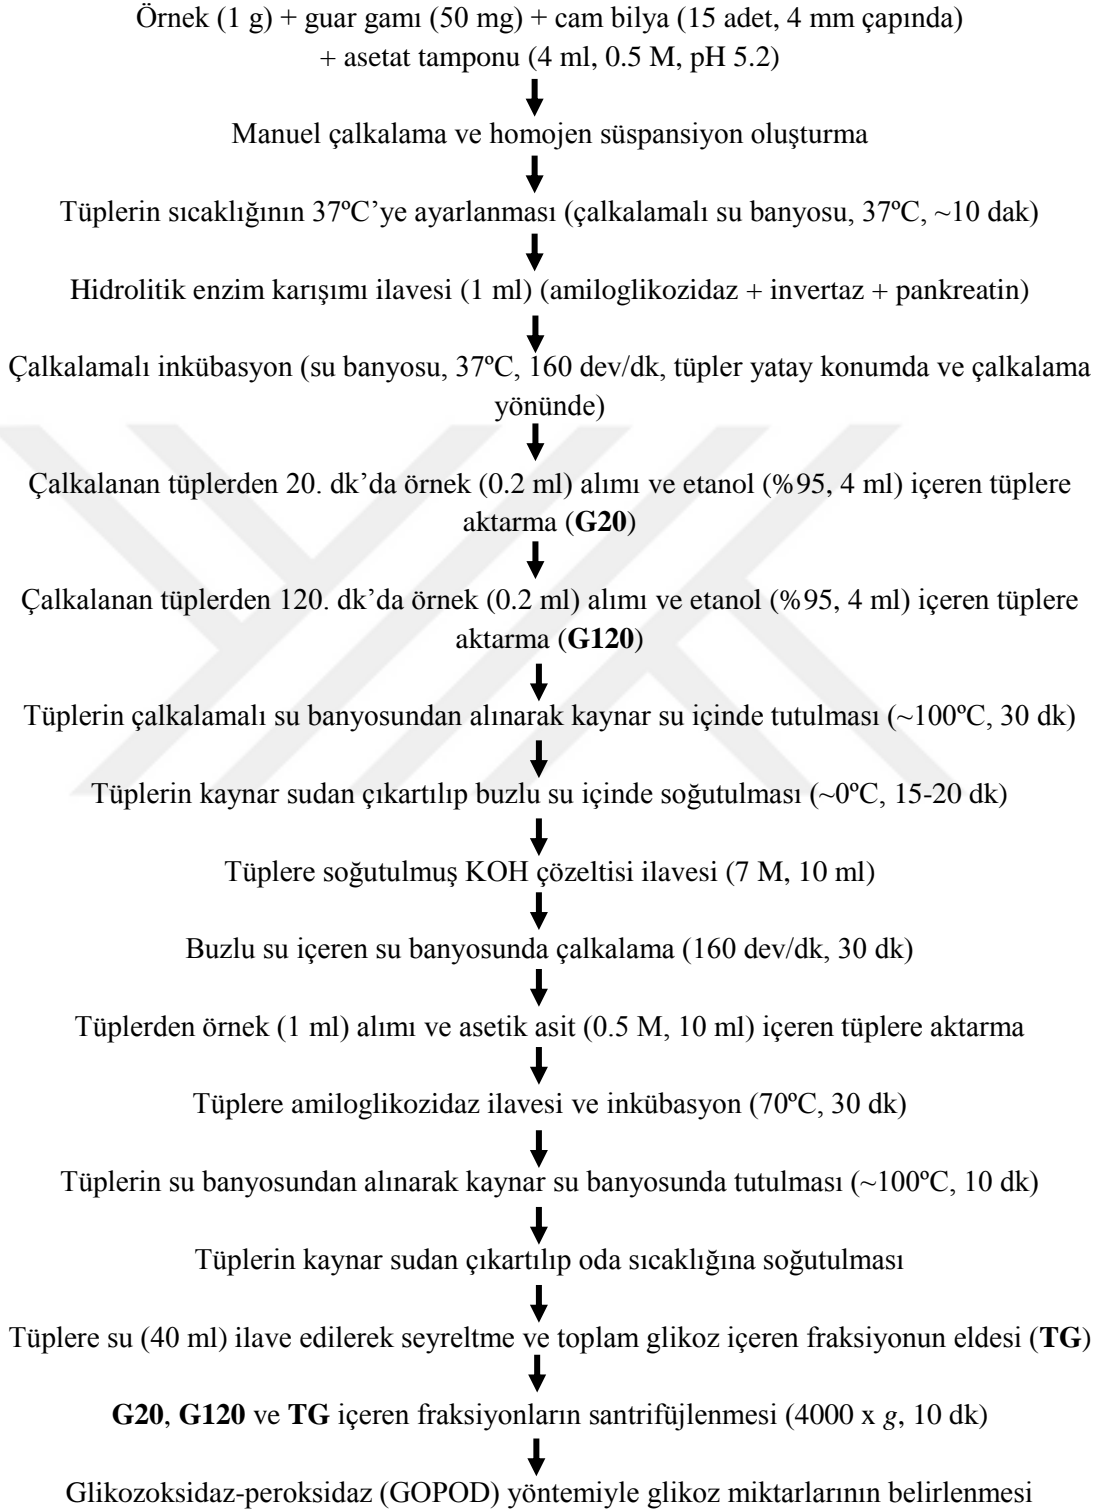 Örnek (1 g) + guar gamı (50 mg) + cam bilya (15 adet, 4 mm çapında)
+ asetat tamponu (4 ml, 0.5 M, pH 5.2)
Manuel çalkalama ve homojen süspansiyon oluşturma
Tüplerin sıcaklığının 37ºC’ye ayarlanması (çalkalamalı su banyosu, 37ºC, ~10 dak)
Hidrolitik enzim karışımı ilavesi (1 ml) (amiloglikozidaz + invertaz + pankreatin)
Çalkalamalı inkübasyon (su banyosu, 37ºC, 160 dev/dk, tüpler yatay konumda ve çalkalama
yönünde)
Çalkalanan tüplerden 20. dk’da örnek (0.2 ml) alımı ve etanol (%95, 4 ml) içeren tüplere
aktarma (G20)
Çalkalanan tüplerden 120. dk’da örnek (0.2 ml) alımı ve etanol (%95, 4 ml) içeren tüplere
aktarma (G120)
Tüplerin çalkalamalı su banyosundan alınarak kaynar su içinde tutulması (~100ºC, 30 dk)
Tüplerin kaynar sudan çıkartılıp buzlu su içinde soğutulması (~0ºC, 15-20 dk)
Tüplere soğutulmuş KOH çözeltisi ilavesi (7 M, 10 ml)
Buzlu su içeren su banyosunda çalkalama (160 dev/dk, 30 dk)
Tüplerden örnek (1 ml) alımı ve asetik asit (0.5 M, 10 ml) içeren tüplere aktarma
Tüplere amiloglikozidaz ilavesi ve inkübasyon (70ºC, 30 dk)
Tüplerin su banyosundan alınarak kaynar su banyosunda tutulması (~100ºC, 10 dk)
Tüplerin kaynar sudan çıkartılıp oda sıcaklığına soğutulması
Tüplere su (40 ml) ilave edilerek seyreltme ve toplam glikoz içeren fraksiyonun eldesi (TG)
G20, G120 ve TG içeren fraksiyonların santrifüjlenmesi (4000 x g, 10 dk)
Glikozoksidaz-peroksidaz (GOPOD) yöntemiyle glikoz miktarlarının belirlenmesi